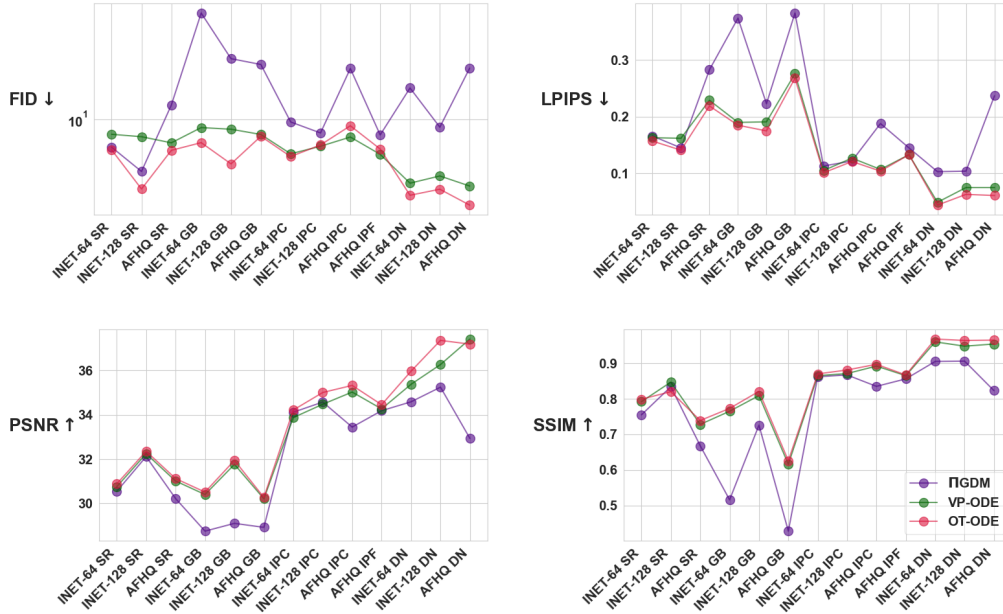 FID ↓
10¹
INET-64 SR
INET-128 SR
AFHQ SR
INET-64 GB
INET-128 GB
AFHQ GB
INET-64 IPC
INET-128 IPC
AFHQ IPC
AFHQ IPF
INET-64 DN
INET-128 DN
AFHQ DN
LPIPS ↓
0.3
0.2
0.1
INET-64 SR
INET-128 SR
AFHQ SR
INET-64 GB
INET-128 GB
AFHQ GB
INET-64 IPC
INET-128 IPC
AFHQ IPC
AFHQ IPF
INET-64 DN
INET-128 DN
AFHQ DN
PSNR ↑
36
34
32
30
INET-64 SR
INET-128 SR
AFHQ SR
INET-64 GB
INET-128 GB
AFHQ GB
INET-64 IPC
INET-128 IPC
AFHQ IPC
AFHQ IPF
INET-64 DN
INET-128 DN
AFHQ DN
SSIM ↑
0.9
0.8
0.7
0.6
0.5
ΠGDM
VP-ODE
OT-ODE
INET-64 SR
INET-128 SR
AFHQ SR
INET-64 GB
INET-128 GB
AFHQ GB
INET-64 IPC
INET-128 IPC
AFHQ IPC
AFHQ IPF
INET-64 DN
INET-128 DN
AFHQ DN